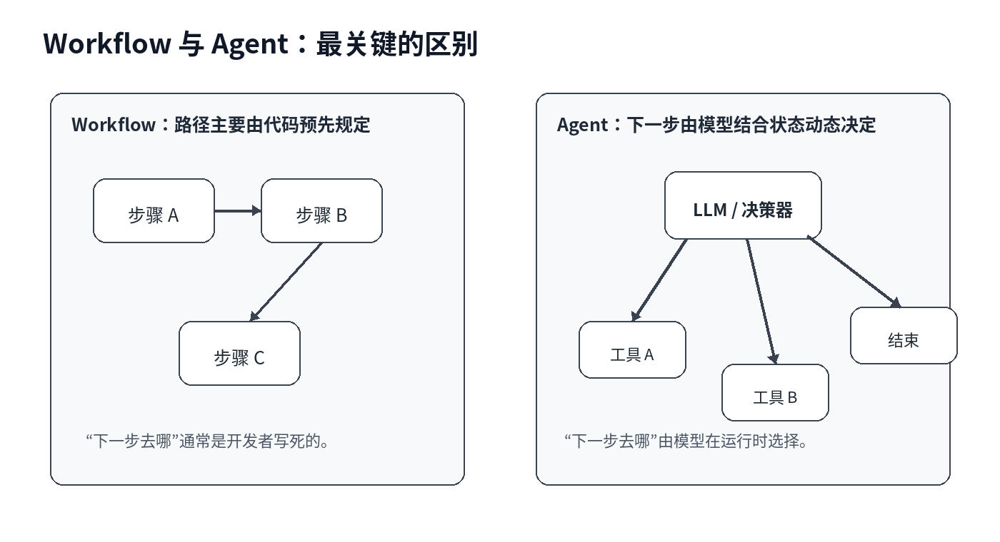 Workflow 与 Agent：最关键的区别
Workflow：路径主要由代码预先规定
步骤 A
步骤 B
步骤 C
“下一步去哪”通常是开发者写死的。
Agent：下一步由模型结合状态动态决定
LLM / 决策器
工具 A
工具 B
结束
“下一步去哪”由模型在运行时选择。